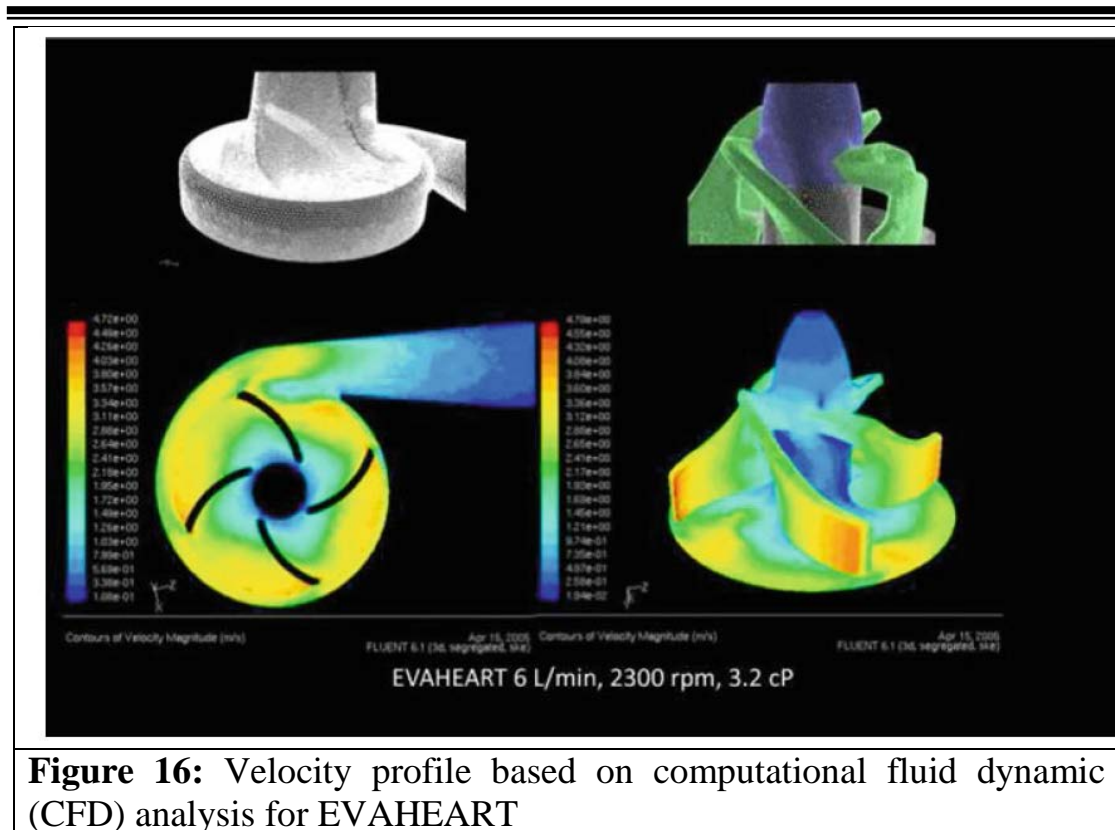 4.72e+00 4.78e+00
4.49e+00 4.55e+00
4.26e+00 4.32e+00
4.03e+00 4.08e+00
3.80e+00 3.84e+00
3.57e+00 3.60e+00
3.34e+00 3.36e+00
3.11e+00 3.12e+00
2.88e+00 2.88e+00
2.64e+00 2.65e+00
2.41e+00 2.41e+00
2.18e+00 2.17e+00
1.95e+00 1.93e+00
1.72e+00 1.69e+00
1.49e+00 1.45e+00
1.26e+00 1.21e+00
1.03e+00 9.74e-01
7.99e-01 7.35e-01
5.69e-01 4.97e-01
3.38e-01 2.58e-01
1.08e-01 1.94e-02
Contours of Velocity Magnitude (m/s) Apr 15, 2005 Contours of Velocity Magnitude (m/s) Apr 15, 2005
FLUENT 6.1 (3d, segregated, ske) FLUENT 6.1 (3d, segregated, ske)
EVAHEART 6 L/min, 2300 rpm, 3.2 cP
Figure 16: Velocity profile based on computational fluid dynamic
(CFD) analysis for EVAHEART